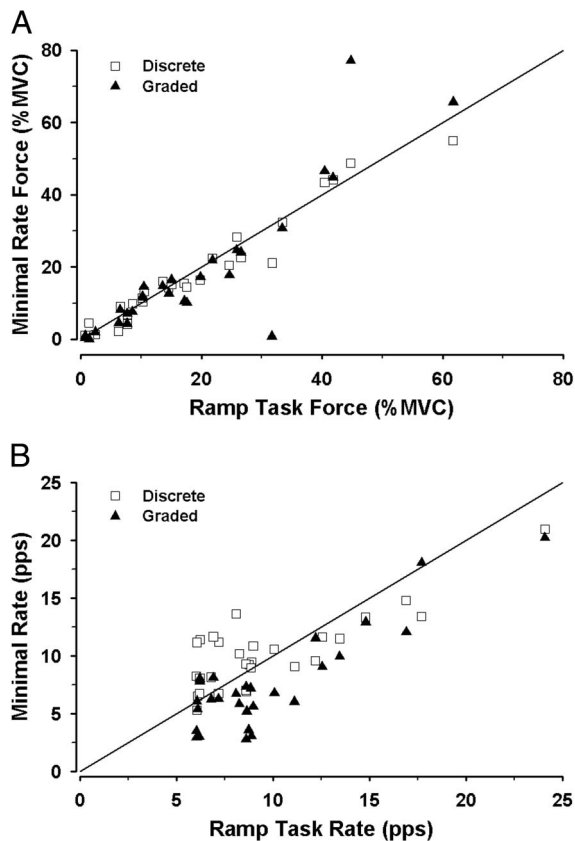 A
80
60
40
20
0
Minimal Rate Force (%MVC)
Discrete
Graded
0 20 40 60 80
Ramp Task Force (%MVC)
B
25
20
15
10
5
0
Minimal Rate (pps)
Discrete
Graded
0 5 10 15 20 25
Ramp Task Rate (pps)